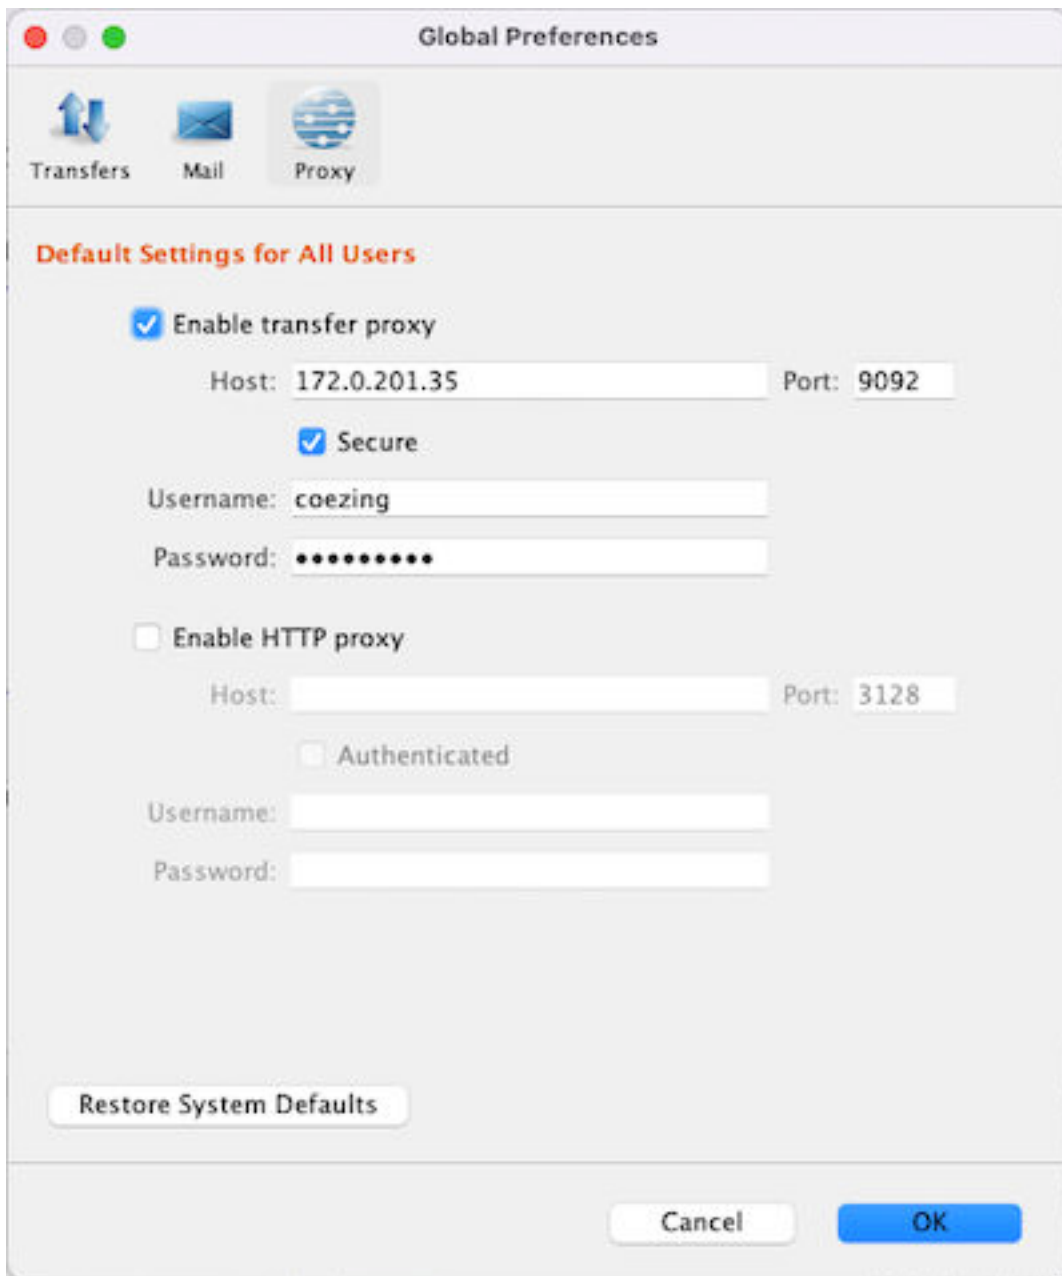 Global Preferences
Transfers Mail Proxy
Default Settings for All Users
Enable transfer proxy
Host: 172.0.201.35 Port: 9092
Secure
Username: coezing
Password: •••••••••
Enable HTTP proxy
Host: Port: 3128
Authenticated
Username:
Password:
Restore System Defaults
Cancel OK